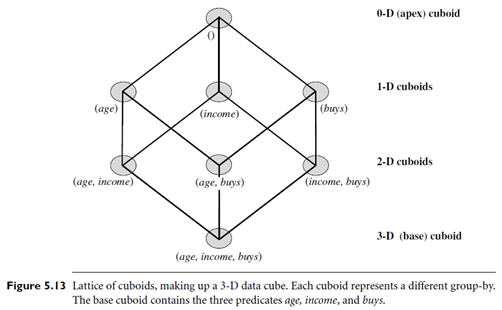 0-D (apex) cuboid
()
1-D cuboids
(age)
(income)
(buys)
2-D cuboids
(age, income)
(age, buys)
(income, buys)
3-D (base) cuboid
(age, income, buys)
Figure 5.13 Lattice of cuboids, making up a 3-D data cube. Each cuboid represents a different group-by.
The base cuboid contains the three predicates age, income, and buys.